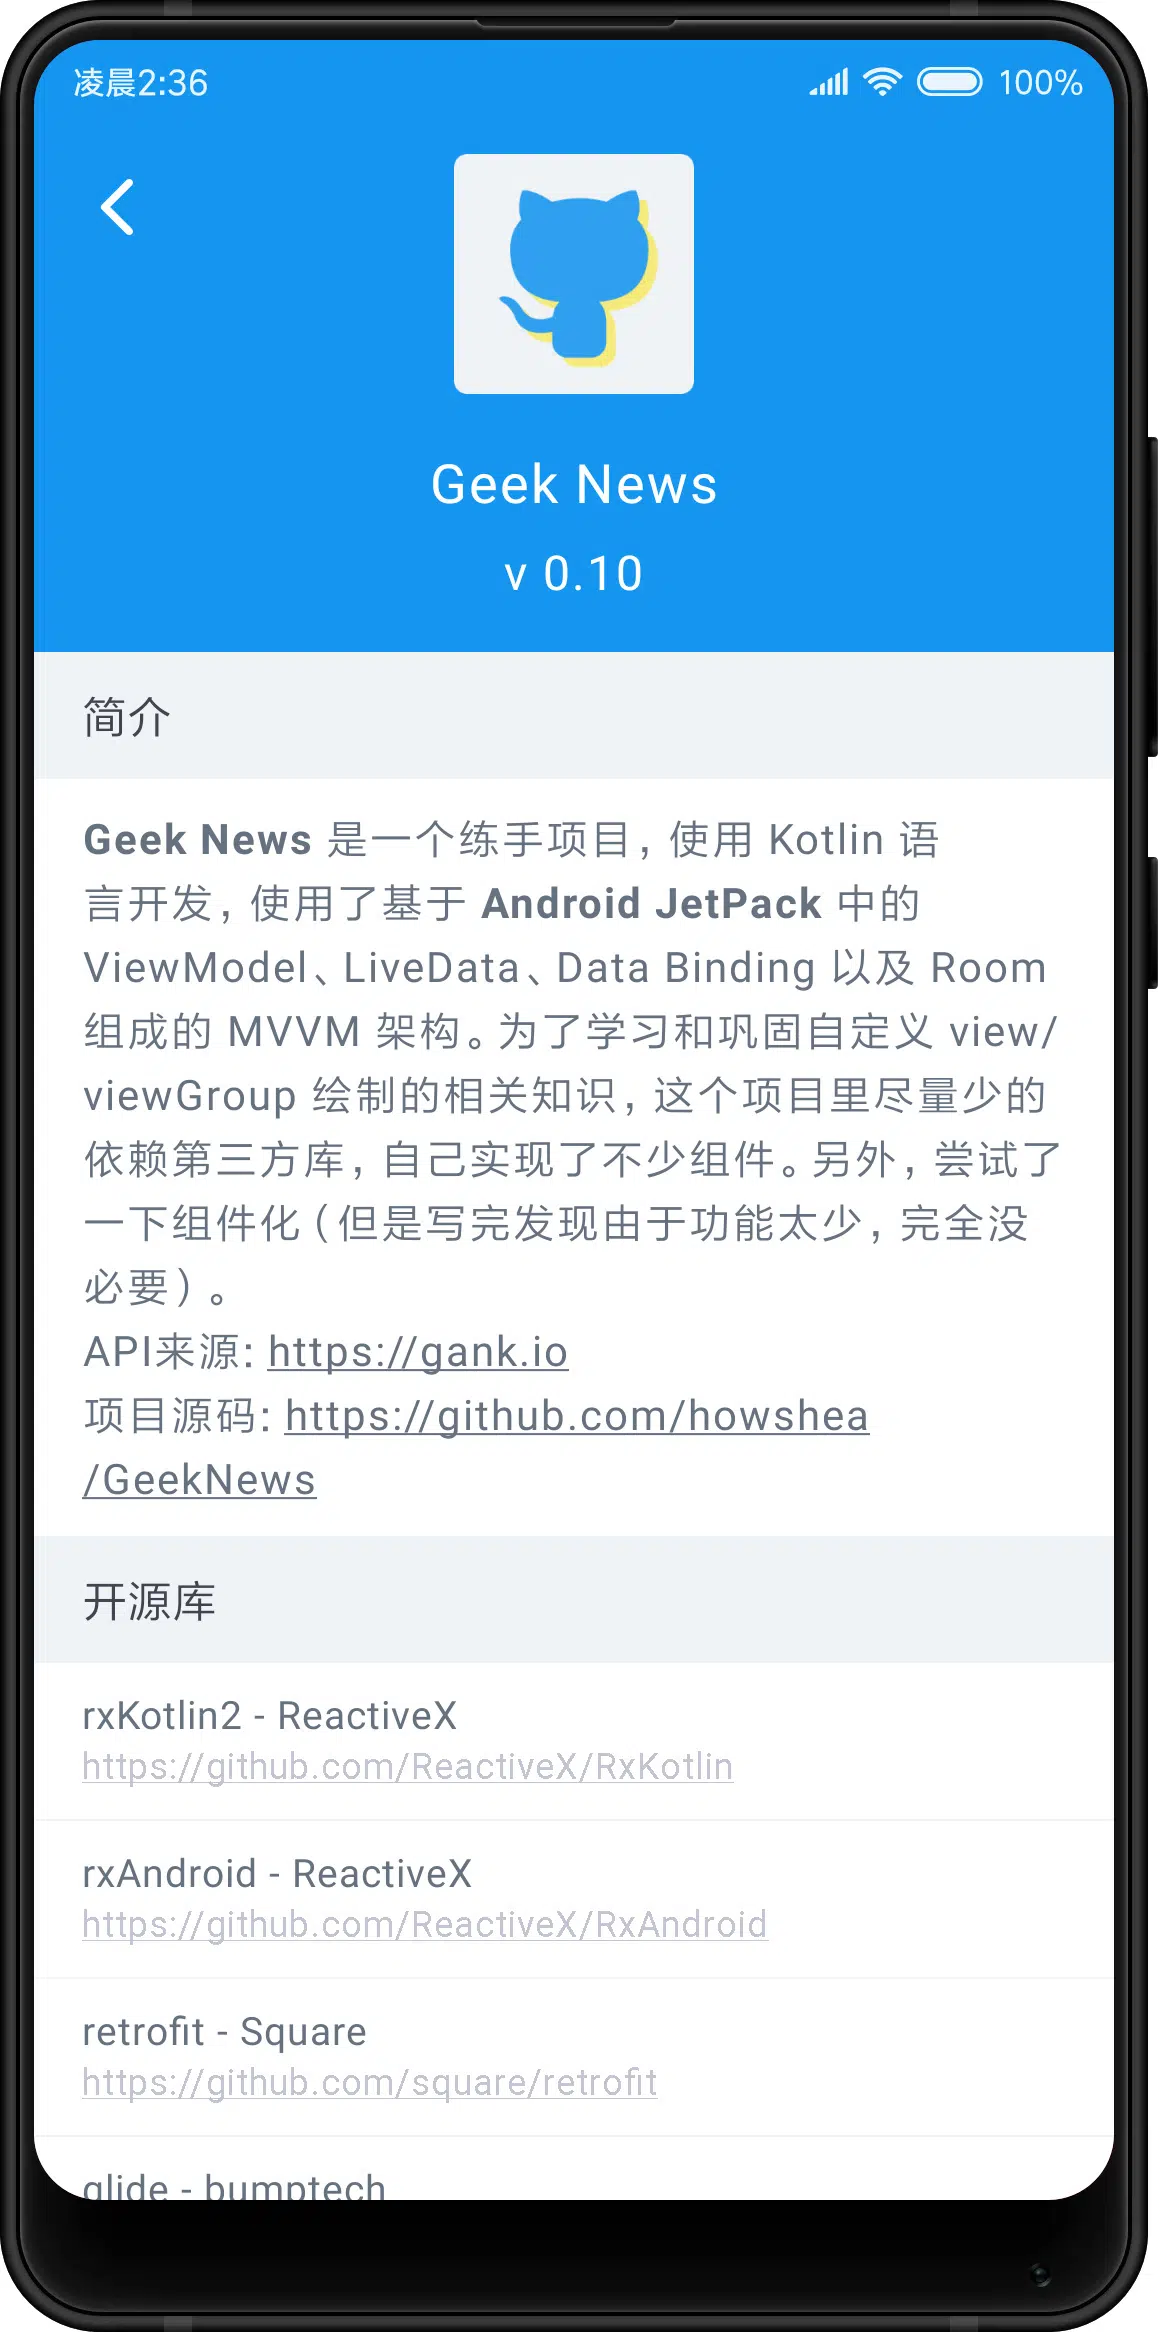 凌晨2:36
100%
Geek News
v 0.10
简介
Geek News 是一个练手项目，使用 Kotlin 语
言开发，使用了基于 Android JetPack 中的
ViewModel、LiveData、Data Binding 以及 Room
组成的 MVVM 架构。为了学习和巩固自定义 view/
viewGroup 绘制的相关知识，这个项目里尽量少的
依赖第三方库，自己实现了不少组件。另外，尝试了
一下组件化（但是写完发现由于功能太少，完全没
必要）。
API来源：https://gank.io
项目源码：https://github.com/howshea
/GeekNews
开源库
rxKotlin2 - ReactiveX
https://github.com/ReactiveX/RxKotlin
rxAndroid - ReactiveX
https://github.com/ReactiveX/RxAndroid
retrofit - Square
https://github.com/square/retrofit
glide - bumptech